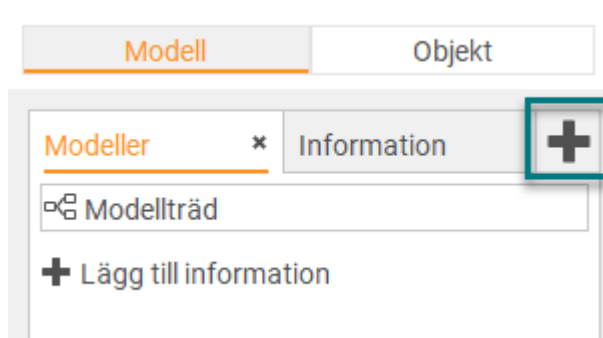 Modell Objekt
Modeller Information
Modellträd
Lägg till information